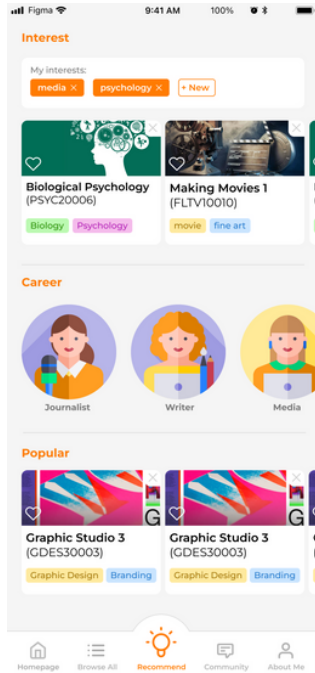 Figma 9:41 AM 100%
Interest
My interests:
media × psychology × + New
Biological Psychology
(PSYC20006)
Biology Psychology
Making Movies 1
(FLTV10010)
movie fine art
Career
Journalist Writer Media
Popular
G G
Graphic Studio 3
(GDES30003)
Graphic Design Branding
Graphic Studio 3
(GDES30003)
Graphic Design Branding
Homepage Browse All Recommend Community About Me